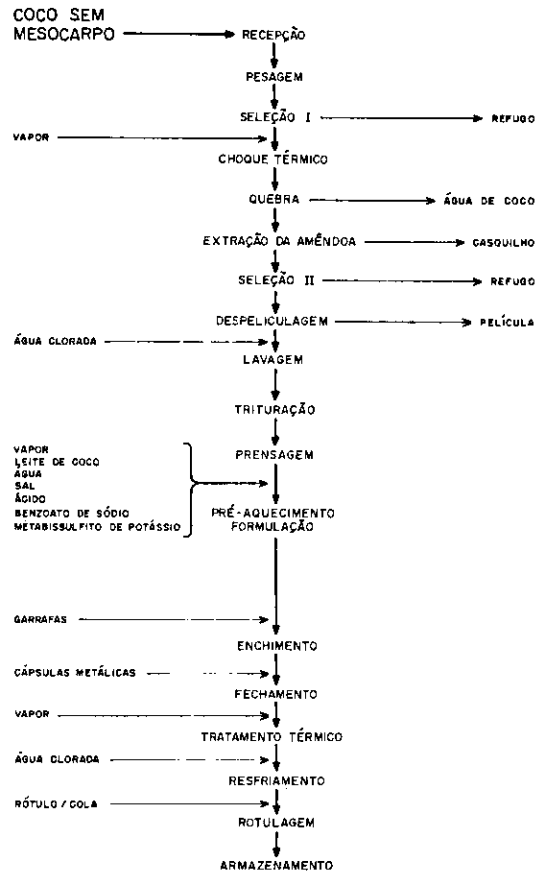 COCO SEM
MESOCARPO
RECEPÇÃO
PESAGEM
SELEÇÃO I
REFUGO
VAPOR
CHOQUE TÉRMICO
QUEBRA
ÁGUA DE COCO
EXTRAÇÃO DA AMÊNDOA
CASQUILHO
SELEÇÃO II
REFUGO
DESPELICULAGEM
PELÍCULA
ÁGUA CLORADA
LAVAGEM
TRITURAÇÃO
PRENSAGEM
VAPOR
LEITE DE COCO
ÁGUA
SAL
ÁCIDO
BENZOATO DE SÓDIO
METABISSULFITO DE POTÁSSIO
PRÉ-AQUECIMENTO
FORMULAÇÃO
GARRAFAS
ENCHIMENTO
CÁPSULAS METÁLICAS
FECHAMENTO
VAPOR
TRATAMENTO TÉRMICO
ÁGUA CLORADA
RESFRIAMENTO
RÓTULO / COLA
ROTULAGEM
ARMAZENAMENTO